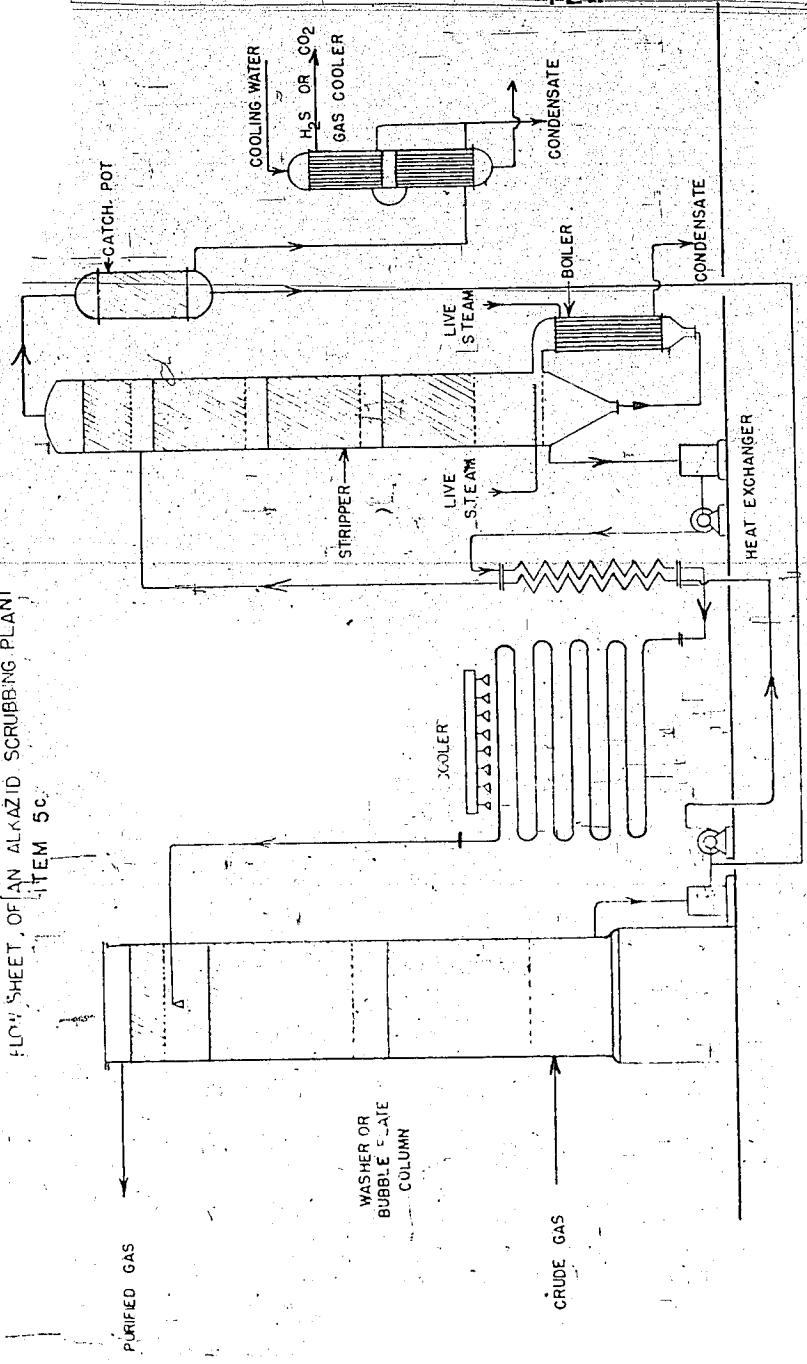 FLOW SHEET, OF AN ALKAZID SCRUBBING PLANT
ITEM 5c.
PURIFIED GAS
WASHER OR
BUBBLE PLATE
COLUMN
CRUDE GAS
COOLER
HEAT EXCHANGER
STRIPPER
LIVE
STEAM
LIVE
STEAM
BOILER
CONDENSATE
CATCH. POT
COOLING WATER
H₂S OR CO₂
GAS COOLER
CONDENSATE